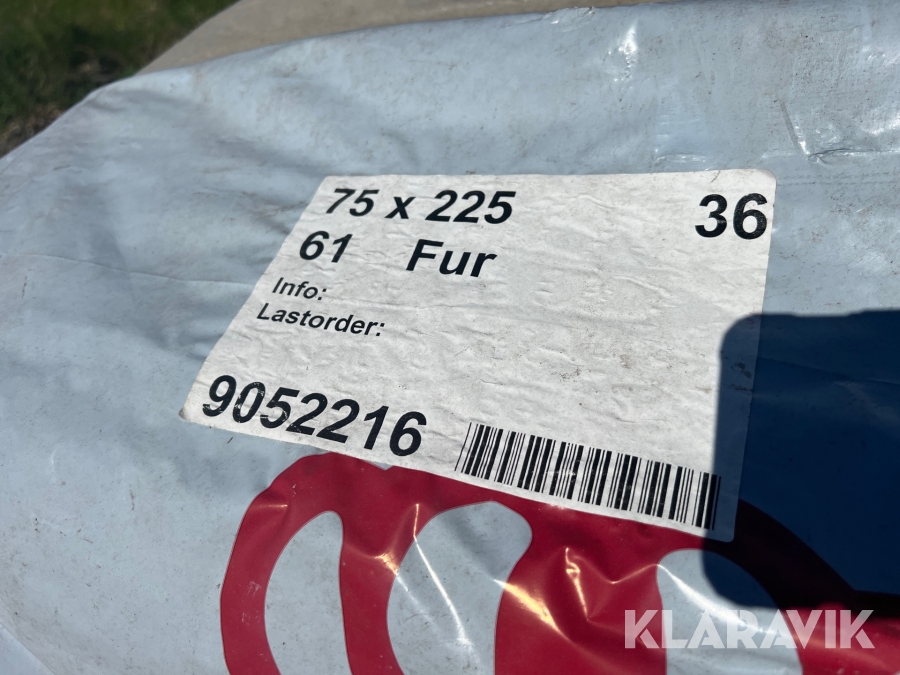 75 x 225 36
61 Fur
Info:
Lastorder:
9052216
KLARAVIK